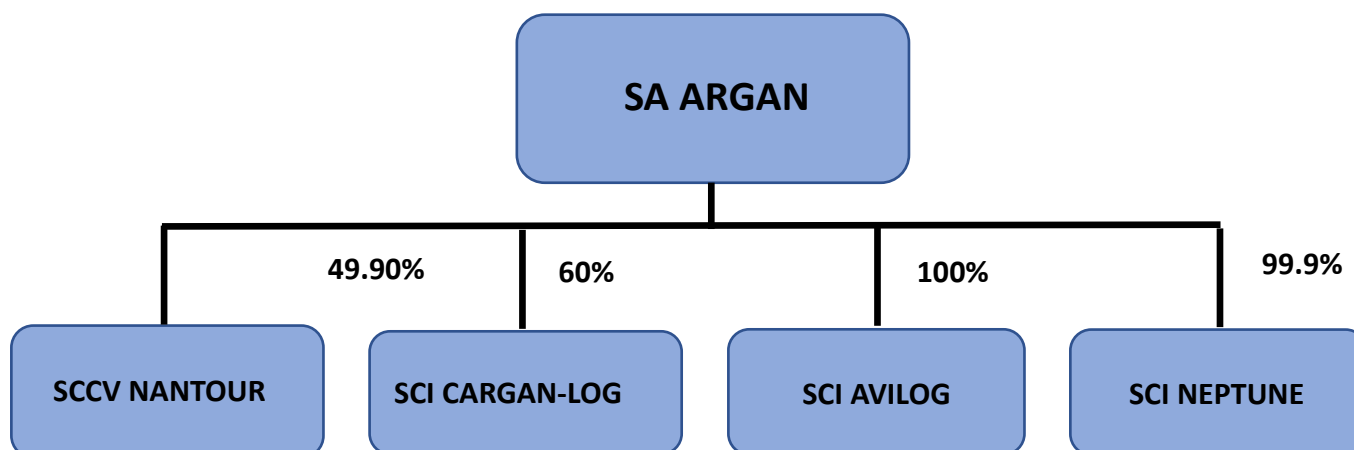 SA ARGAN
49.90%
60%
100%
99.9%
SCCV NANTOUR
SCI CARGAN-LOG
SCI AVILOG
SCI NEPTUNE